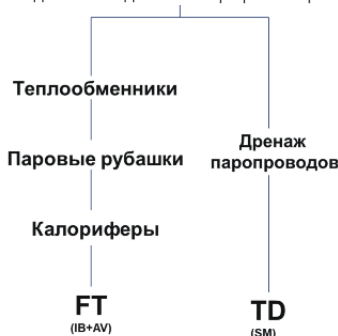 Теплообменники
Паровые рубашки
Калориферы
FT
(IB+AV)
Дренаж
паропроводов
TD
(SM)